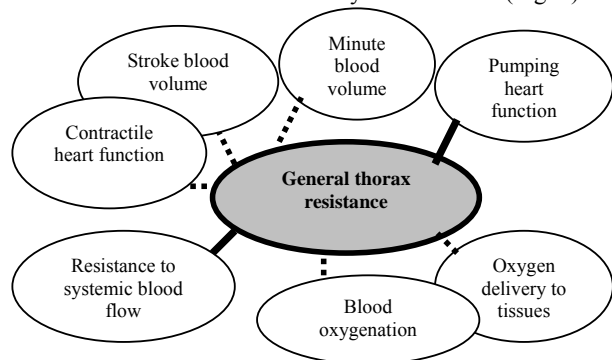 Stroke blood
volume
Minute
blood
volume
Pumping
heart
function
Contractile
heart function
General thorax
resistance
Resistance to
systemic blood
flow
Blood
oxygenation
Oxygen
delivery to
tissues